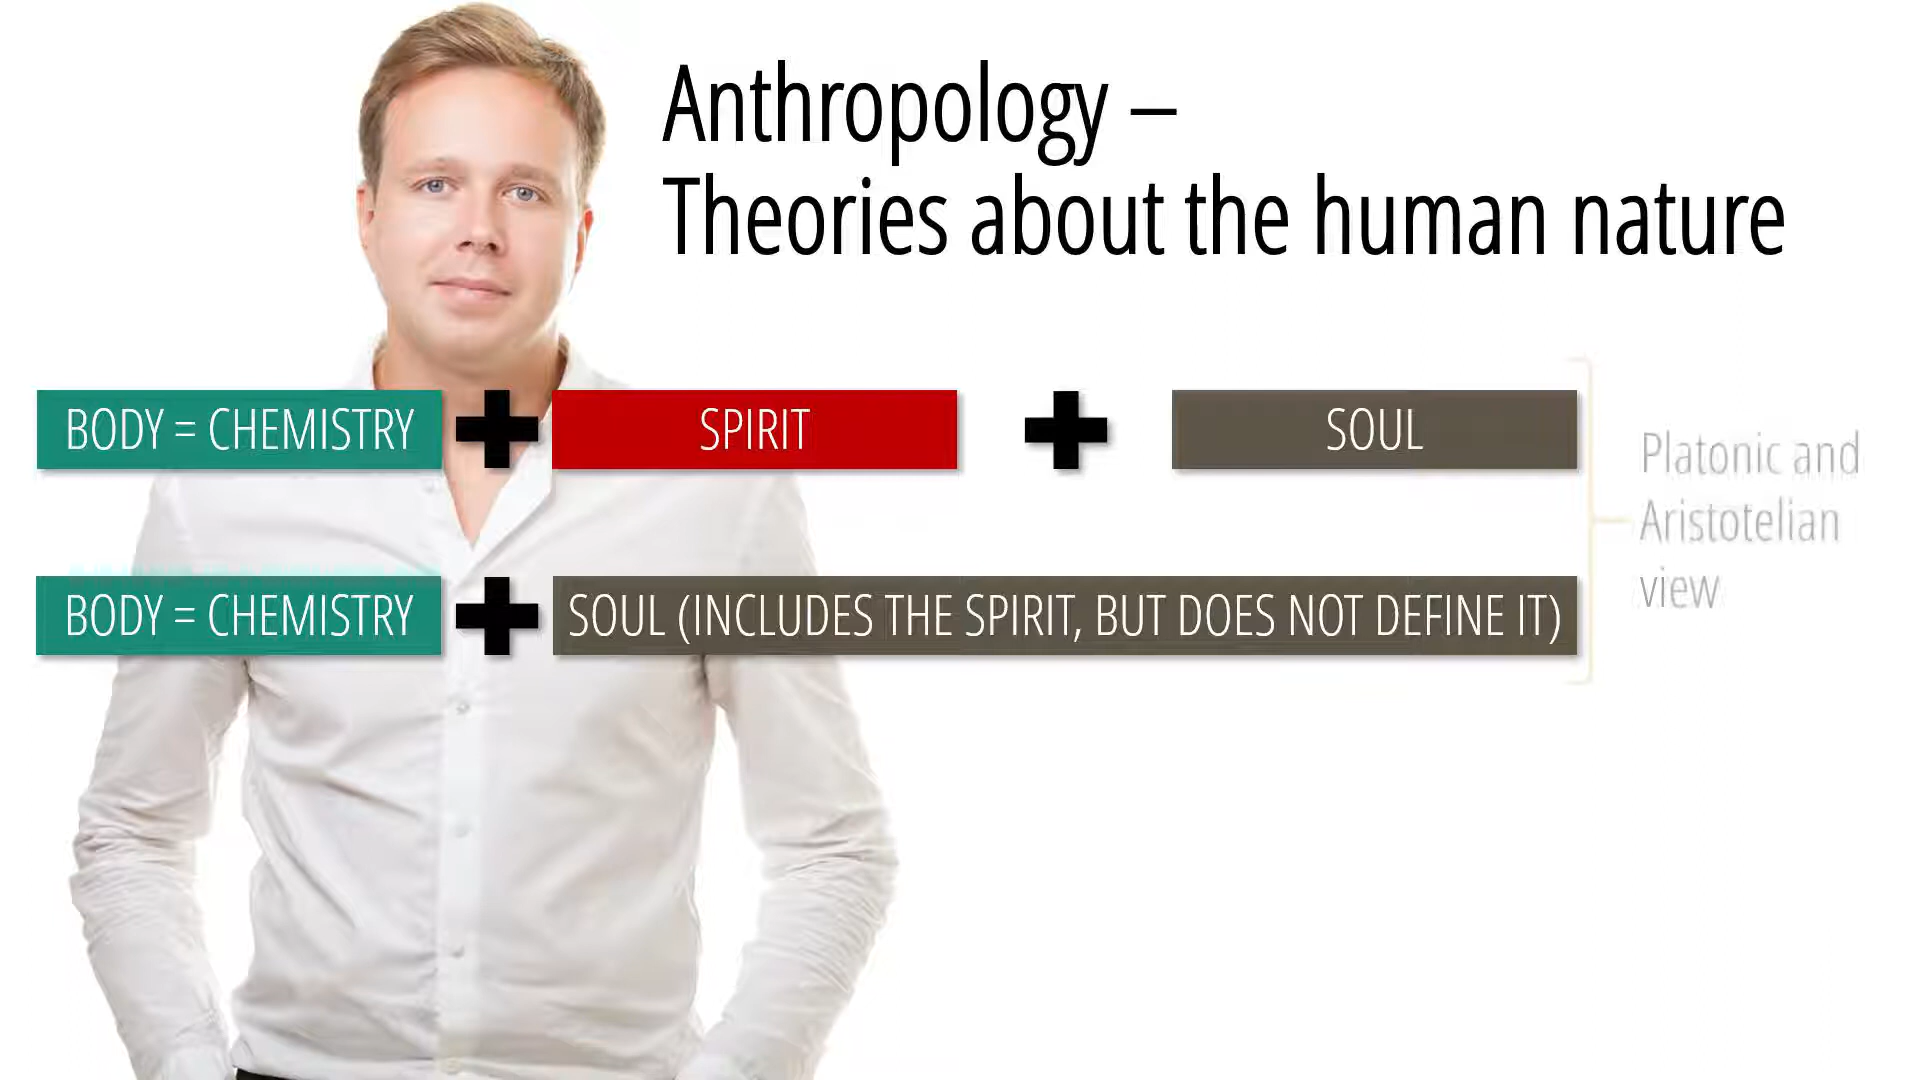 Anthropology –
Theories about the human nature
BODY = CHEMISTRY
SPIRIT
SOUL
Platonic and
Aristotelian
view
BODY = CHEMISTRY
SOUL (INCLUDES THE SPIRIT, BUT DOES NOT DEFINE IT)